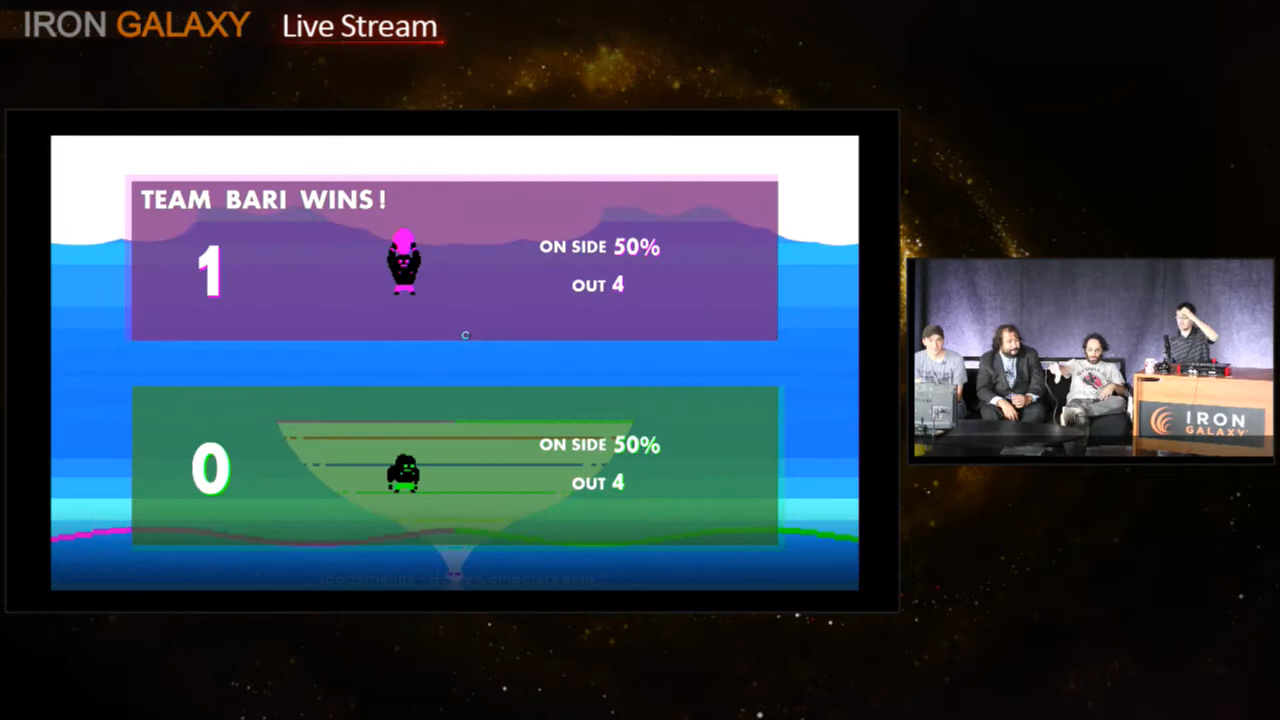 IRON GALAXY Live Stream
TEAM BARI WINS!
1
ON SIDE 50%
OUT 4
0
ON SIDE 50%
OUT 4
IRON
GALAXY